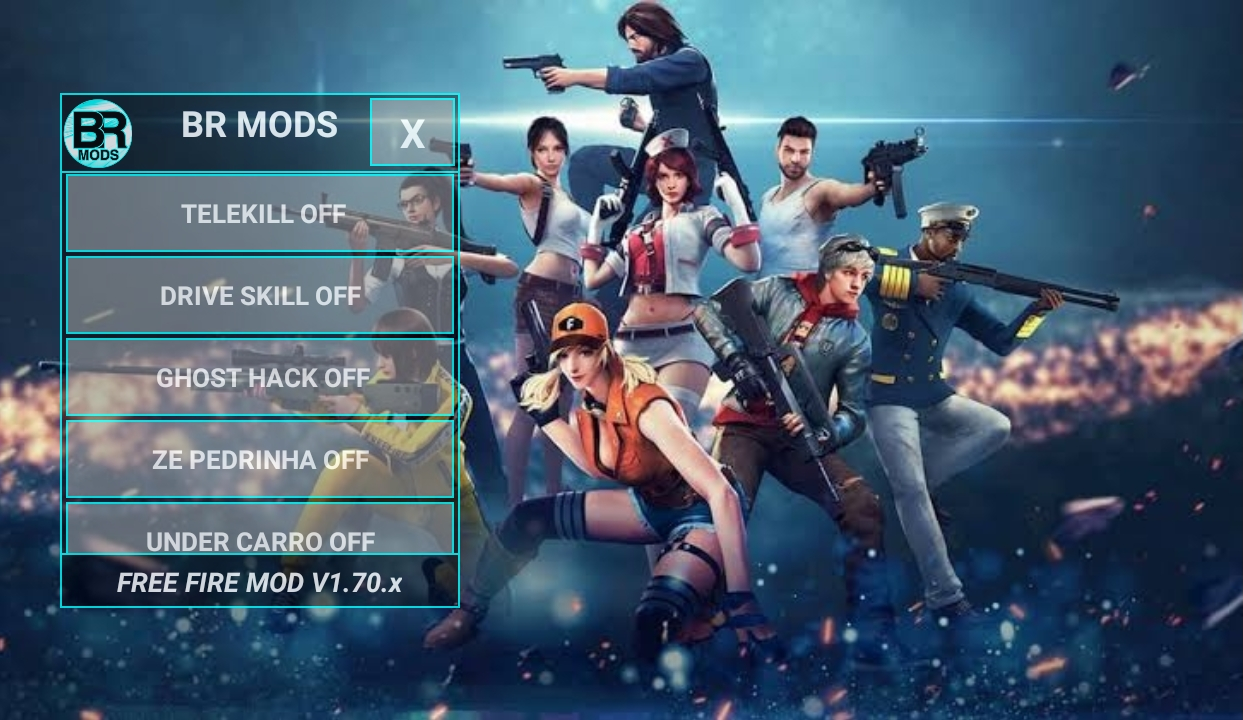 BR
MODS
BR MODS
X
TELEKILL OFF
DRIVE SKILL OFF
GHOST HACK OFF
ZE PEDRINHA OFF
UNDER CARRO OFF
FREE FIRE MOD V1.70.x
F